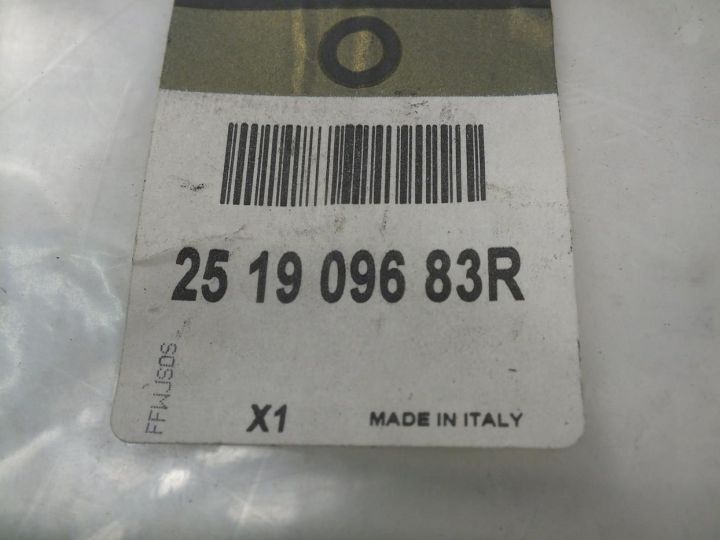 O
25 19 096 83R
FFWJSDS
X1
MADE IN ITALY